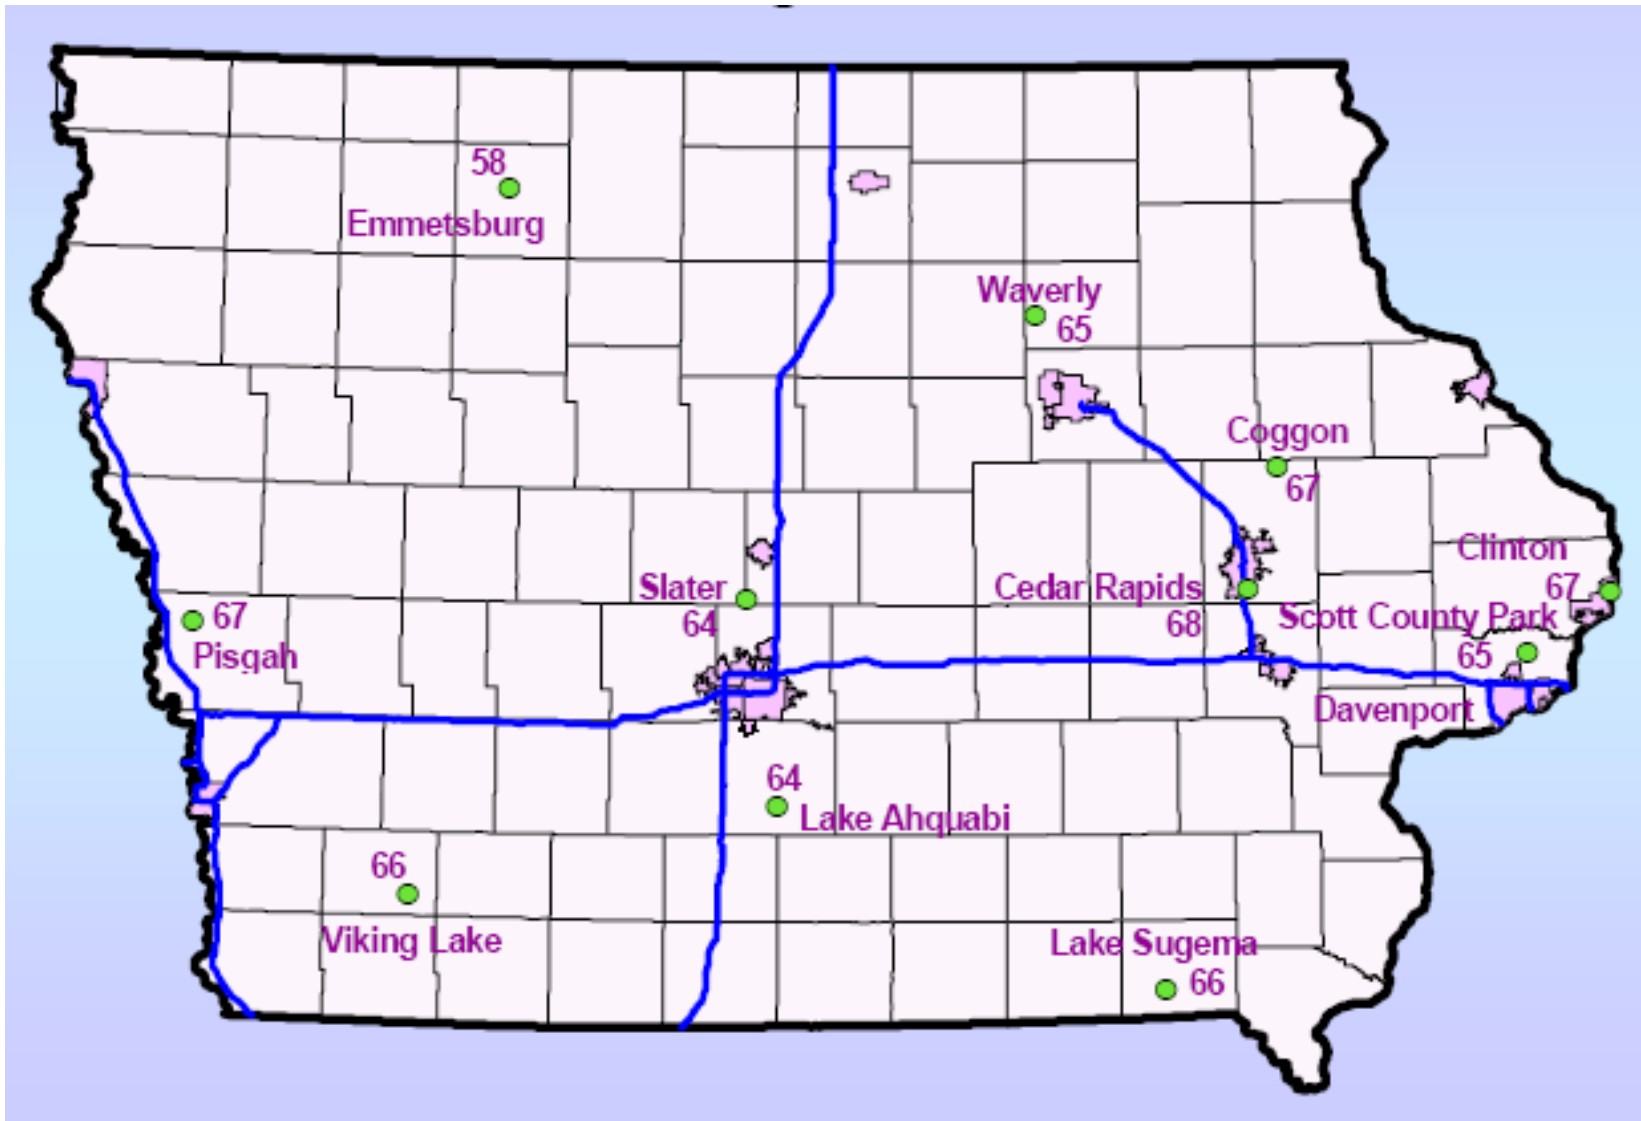 58
Emmetsburg
Waverly
65
Coggon
67
Clinton
67
Slater
64
Cedar Rapids
68
Scott County Park
65
67
Pisgah
Davenport
64
Lake Ahquabi
66
Viking Lake
Lake Sugema
66